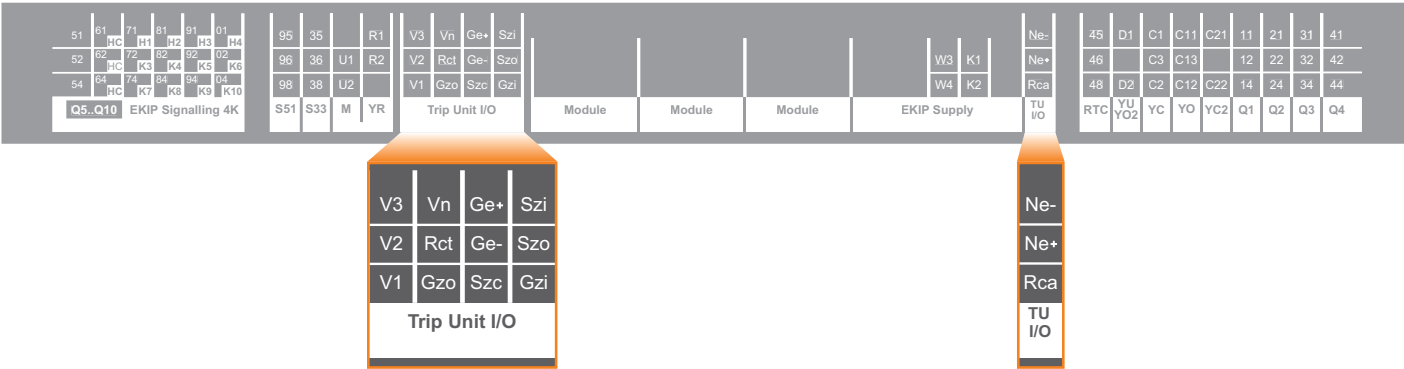 51 61 HC 71 H1 81 H2 91 H3 01 H4 95 35 R1 V3 Vn Ge+ Szi Ne- 45 D1 C1 C11 C21 11 21 31 41
52 62 HC 72 K3 82 K4 92 K5 02 K6 96 36 U1 R2 V2 Rct Ge- Szo W3 K1 Ne+ 46 C3 C13 12 22 32 42
54 64 HC 74 K7 84 K8 94 K9 04 K10 98 38 U2 V1 Gzo Szc Gzi W4 K2 Rca 48 D2 C2 C12 C22 14 24 34 44
Q5..Q10 EKIP Signalling 4K S51 S33 M YR Trip Unit I/O Module Module Module EKIP Supply TU I/O RTC YU YO2 YC YO YC2 Q1 Q2 Q3 Q4
V3 Vn Ge+ Szi
V2 Rct Ge- Szo
V1 Gzo Szc Gzi
Trip Unit I/O
Ne-
Ne+
Rca
TU
I/O